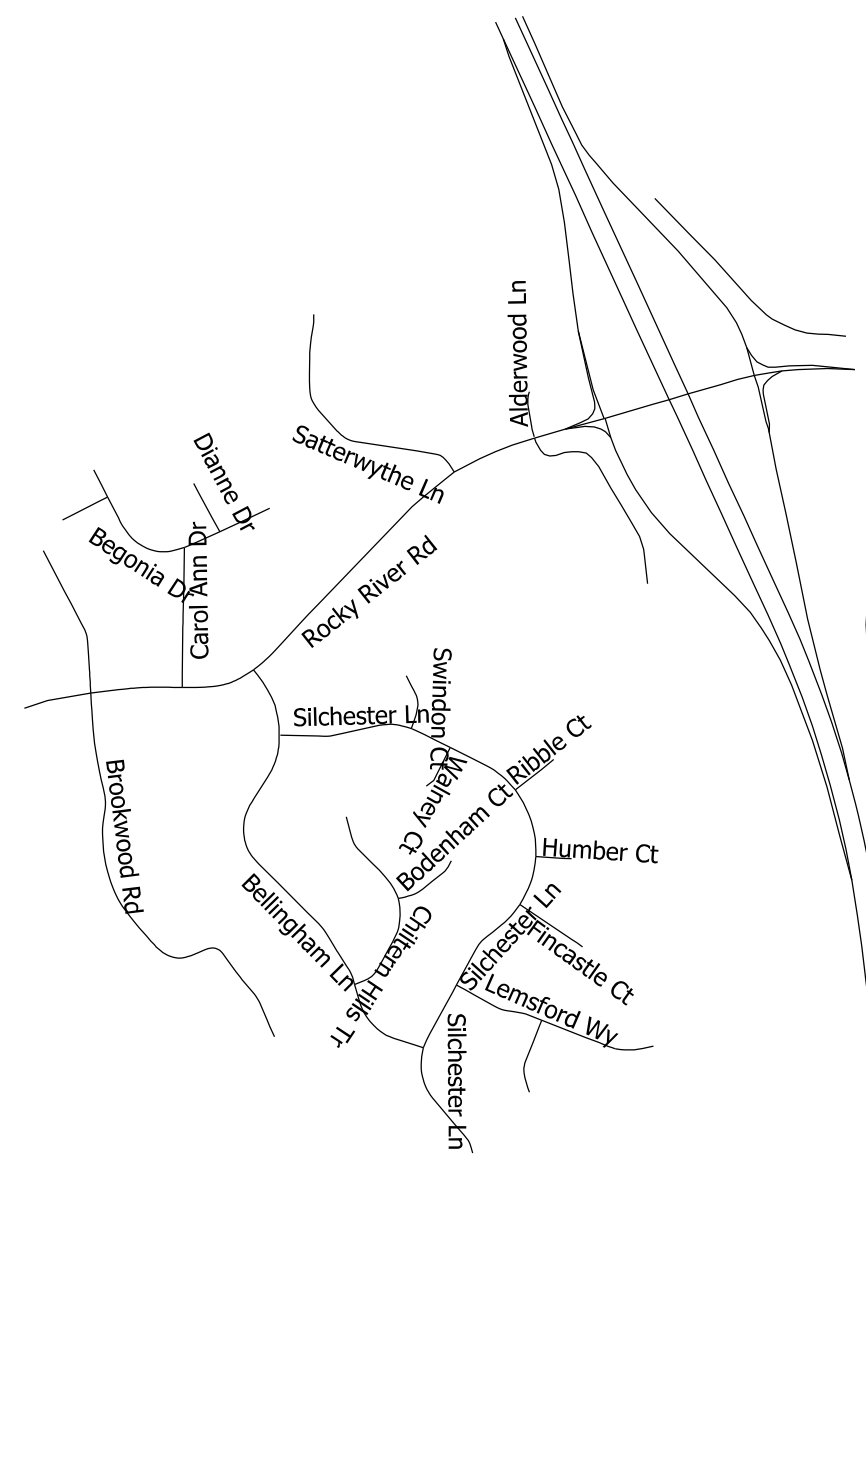 Alderwood Ln
Satterwythe Ln
Dianne Dr
Begonia Dr
Carol Ann Dr
Rocky River Rd
Swindon Ct
Silchester Ln
Ribble Ct
Walney Ct
Brookwood Rd
Bodenham Ct
Humber Ct
Bellingham Ln
Silchester Ln
Chiltern Hills Tr
Fincastle Ct
Lemsford Wy
Silchester Ln